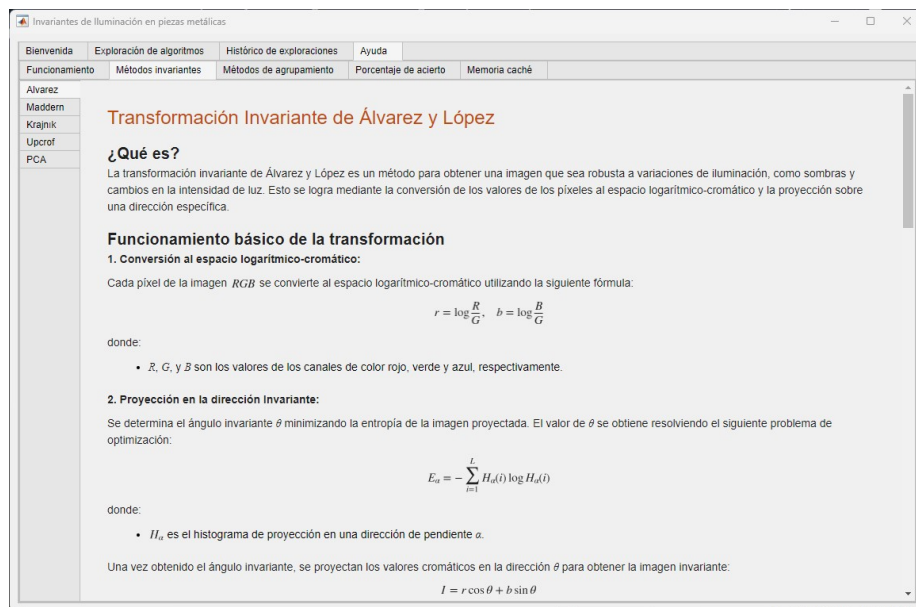 Invariantes de Iluminación en piezas metálicas
Bienvenida Exploración de algoritmos Histórico de exploraciones Ayuda
Funcionamiento Métodos invariantes Métodos de agrupamiento Porcentaje de acierto Memoria caché
Alvarez
Maddern
Krajnik
Upcrof
PCA
Transformación Invariante de Álvarez y López
¿Qué es?
La transformación invariante de Álvarez y López es un método para obtener una imagen que sea robusta a variaciones de iluminación, como sombras y
cambios en la intensidad de luz. Esto se logra mediante la conversión de los valores de los píxeles al espacio logarítmico-cromático y la proyección sobre
una dirección específica.
Funcionamiento básico de la transformación
1. Conversión al espacio logarítmico-cromático:
Cada píxel de la imagen RGB se convierte al espacio logarítmico-cromático utilizando la siguiente fórmula:
r = log R/G, b = log B/G
donde:
• R, G, y B son los valores de los canales de color rojo, verde y azul, respectivamente.
2. Proyección en la dirección Invariante:
Se determina el ángulo invariante θ minimizando la entropía de la imagen proyectada. El valor de θ se obtiene resolviendo el siguiente problema de
optimización:
E_α = − ∑_{i=1}^{L} H_α(i) log H_α(i)
donde:
• H_α es el histograma de proyección en una dirección de pendiente α.
Una vez obtenido el ángulo invariante, se proyectan los valores cromáticos en la dirección θ para obtener la imagen invariante:
I = r cos θ + b sin θ